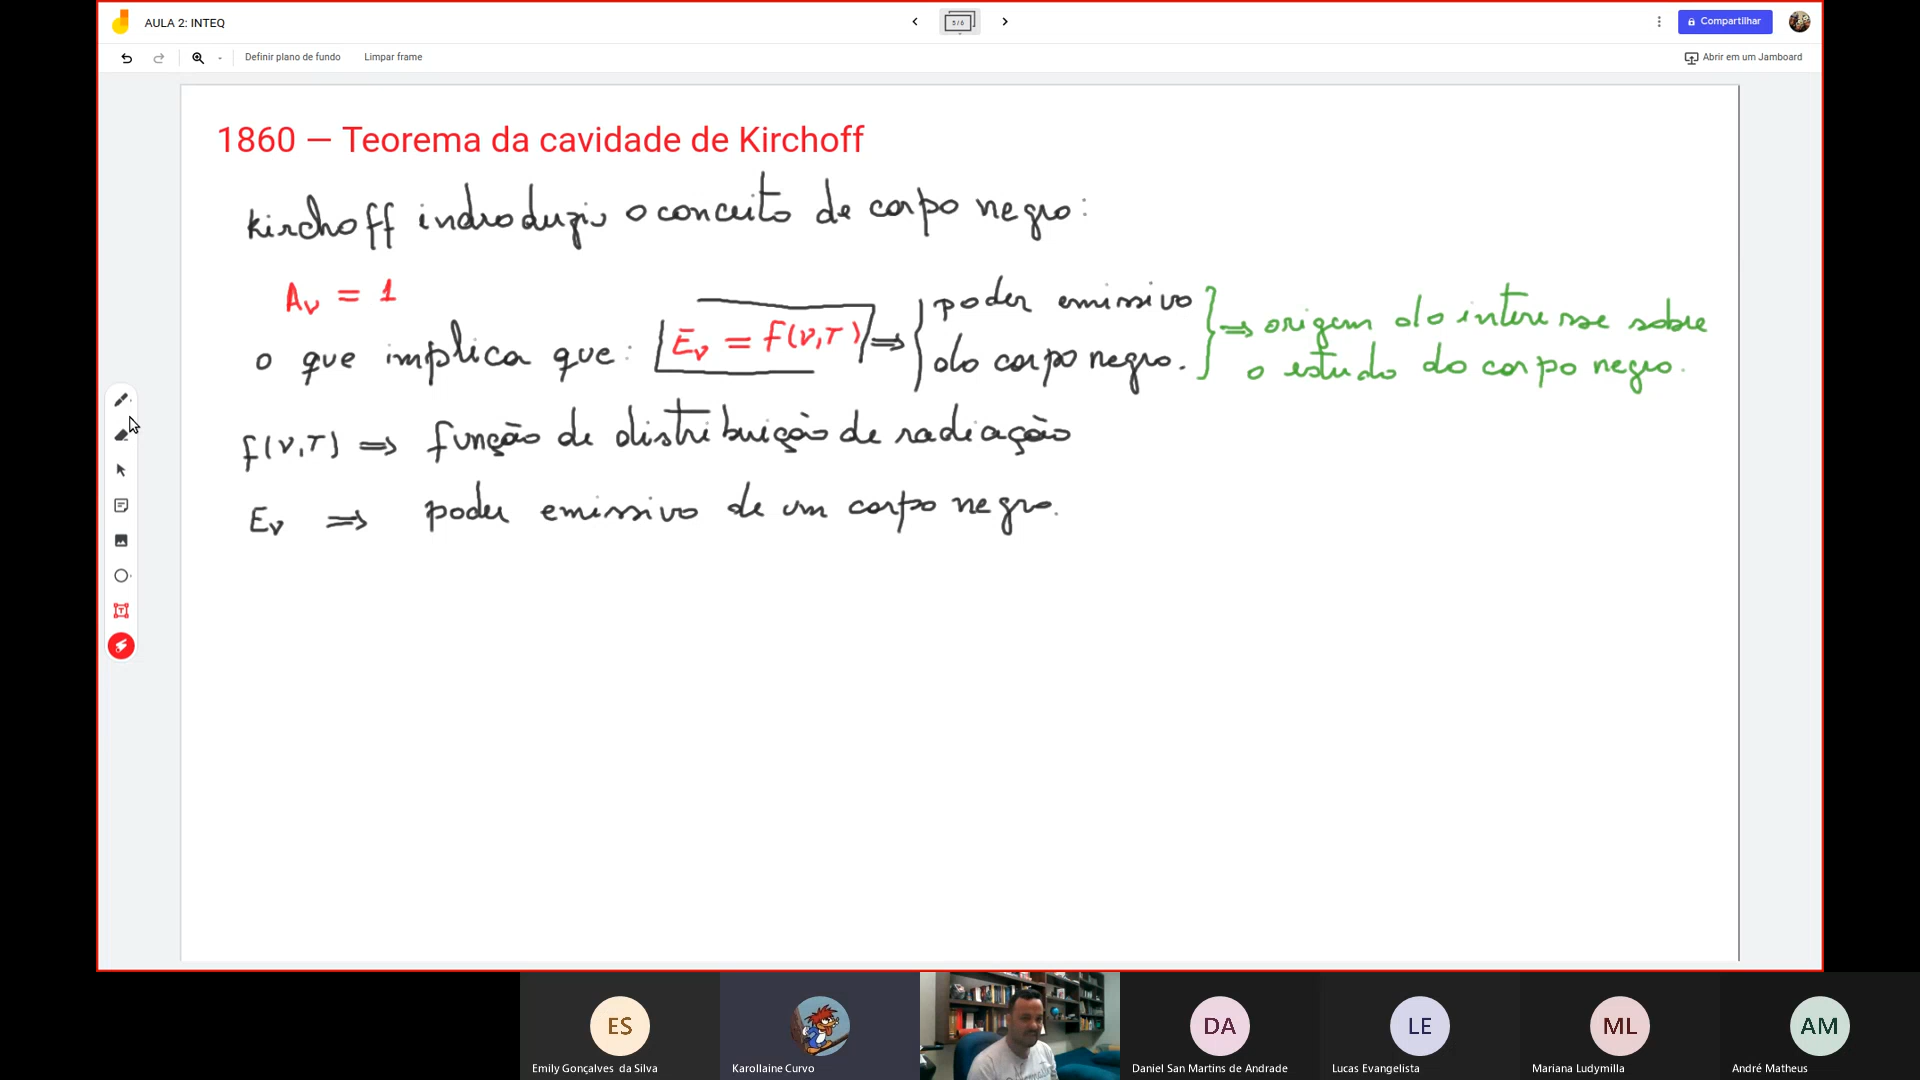 AULA 2: INTEQ
5/6
Compartilhar
Definir plano de fundo
Limpar frame
Abrir em um Jamboard
1860 — Teorema da cavidade de Kirchoff
Kirchoff indroduziu o conceito de corpo negro:
Aν = 1
o que implica que: Eν = f(ν,T) ⇒ { poder emissivo
do corpo negro. } ⇒ origem do interesse sobre
o estudo do corpo negro.
f(ν,T) ⇒ função de distribuição de radiação
Eν ⇒ poder emissivo de um corpo negro.
ES
DA
LE
ML
AM
Emily Gonçalves da Silva
Karollaine Curvo
Daniel San Martins de Andrade
Lucas Evangelista
Mariana Ludymilla
André Matheus